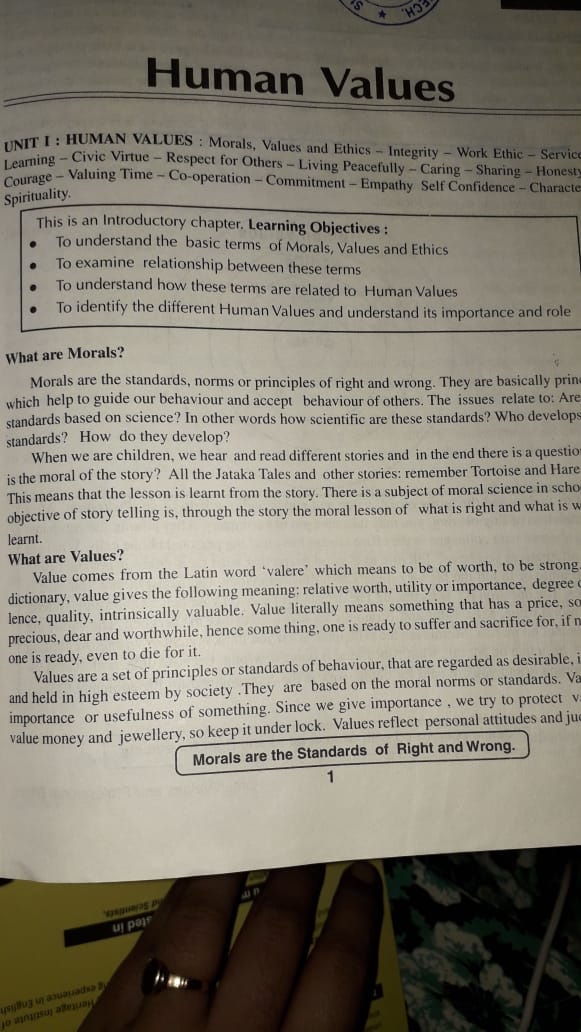 TECH.
Human Values
UNIT I : HUMAN VALUES : Morals, Values and Ethics – Integrity – Work Ethic – Service
Learning – Civic Virtue – Respect for Others – Living Peacefully – Caring – Sharing – Honesty
Courage – Valuing Time – Co-operation – Commitment – Empathy Self Confidence – Characte
Spirituality.
This is an Introductory chapter. Learning Objectives :
• To understand the basic terms of Morals, Values and Ethics
• To examine relationship between these terms
• To understand how these terms are related to Human Values
• To identify the different Human Values and understand its importance and role
What are Morals?
Morals are the standards, norms or principles of right and wrong. They are basically prin
which help to guide our behaviour and accept behaviour of others. The issues relate to: Are
standards based on science? In other words how scientific are these standards? Who develops
standards? How do they develop?
When we are children, we hear and read different stories and in the end there is a questio
is the moral of the story? All the Jataka Tales and other stories: remember Tortoise and Hare
This means that the lesson is learnt from the story. There is a subject of moral science in scho
objective of story telling is, through the story the moral lesson of what is right and what is w
learnt.
What are Values?
Value comes from the Latin word ‘valere’ which means to be of worth, to be strong.
dictionary, value gives the following meaning: relative worth, utility or importance, degree
lence, quality, intrinsically valuable. Value literally means something that has a price, so
precious, dear and worthwhile, hence some thing, one is ready to suffer and sacrifice for, if n
one is ready, even to die for it.
Values are a set of principles or standards of behaviour, that are regarded as desirable, i
and held in high esteem by society .They are based on the moral norms or standards. Va
importance or usefulness of something. Since we give importance , we try to protect v
value money and jewellery, so keep it under lock. Values reflect personal attitudes and ju
Morals are the Standards of Right and Wrong.
1
Heritage Institute of
experience in English
sted in
Scientists,